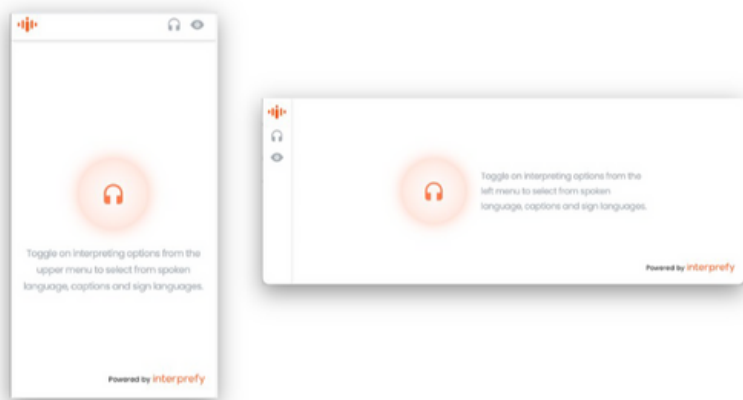 Toggle on interpreting options from the
upper menu to select from spoken
language, captions and sign languages.
Powered by interprefy
Toggle on interpreting options from the
left menu to select from spoken
language, captions and sign languages.
Powered by interprefy